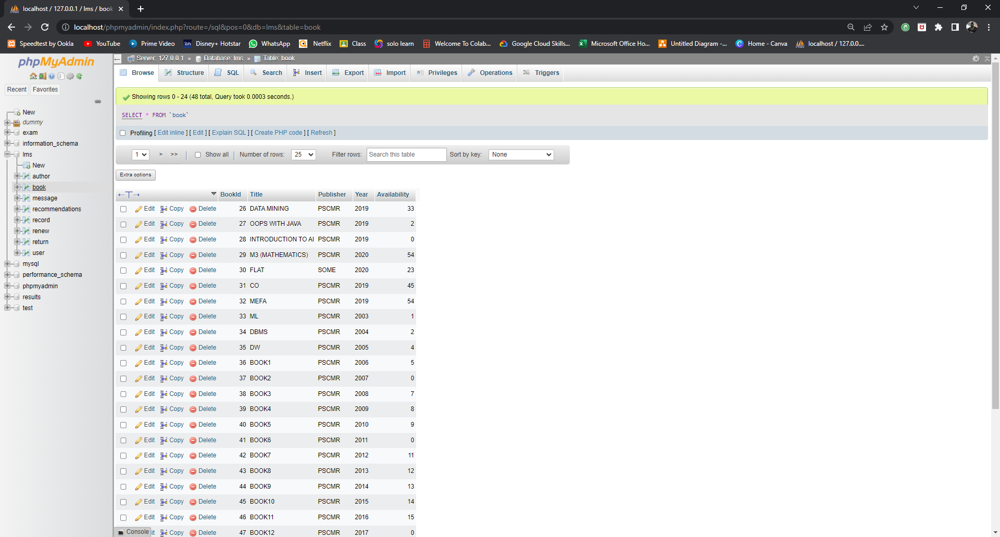 localhost / 127.0.0.1 / lms / book
localhost/phpmyadmin/index.php?route=/sql&pos=0&db=lms&table=book
Speedtest by Ookla YouTube Prime Video Disney+ Hotstar WhatsApp Netflix Class solo learn Welcome To Colab... Google Cloud Skills... Microsoft Office Ho... Untitled Diagram -... Home - Canva localhost / 127.0.0....
phpMyAdmin
Recent Favorites
New
dummy
exam
information_schema
lms
New
author
book
message
recommendations
record
renew
return
user
mysql
performance_schema
phpmyadmin
results
test
Server: 127.0.0.1 » Database: lms » Table: book
Browse Structure SQL Search Insert Export Import Privileges Operations Triggers
Showing rows 0 - 24 (48 total, Query took 0.0003 seconds.)
SELECT * FROM `book`
Profiling [ Edit inline ] [ Edit ] [ Explain SQL ] [ Create PHP code ] [ Refresh ]
1 > >> Show all Number of rows: 25 Filter rows: Search this table Sort by key: None
Extra options
BookId Title Publisher Year Availability
Edit Copy Delete 26 DATA MINING PSCMR 2019 33
Edit Copy Delete 27 OOPS WITH JAVA PSCMR 2019 2
Edit Copy Delete 28 INTRODUCTION TO AI PSCMR 2019 0
Edit Copy Delete 29 M3 (MATHEMATICS) PSCMR 2020 54
Edit Copy Delete 30 FLAT SOME 2020 23
Edit Copy Delete 31 CO PSCMR 2019 45
Edit Copy Delete 32 MEFA PSCMR 2019 54
Edit Copy Delete 33 ML PSCMR 2003 1
Edit Copy Delete 34 DBMS PSCMR 2004 2
Edit Copy Delete 35 DW PSCMR 2005 4
Edit Copy Delete 36 BOOK1 PSCMR 2006 5
Edit Copy Delete 37 BOOK2 PSCMR 2007 0
Edit Copy Delete 38 BOOK3 PSCMR 2008 7
Edit Copy Delete 39 BOOK4 PSCMR 2009 8
Edit Copy Delete 40 BOOK5 PSCMR 2010 9
Edit Copy Delete 41 BOOK6 PSCMR 2011 0
Edit Copy Delete 42 BOOK7 PSCMR 2012 11
Edit Copy Delete 43 BOOK8 PSCMR 2013 12
Edit Copy Delete 44 BOOK9 PSCMR 2014 13
Edit Copy Delete 45 BOOK10 PSCMR 2015 14
Edit Copy Delete 46 BOOK11 PSCMR 2016 15
Console it Copy Delete 47 BOOK12 PSCMR 2017 0